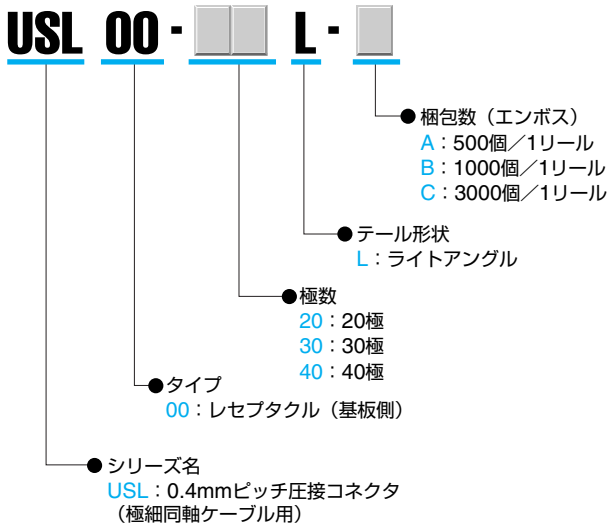 USL 00 - L -
梱包数（エンボス）
A：500個／1リール
B：1000個／1リール
C：3000個／1リール
テール形状
L：ライトアングル
極数
20：20極
30：30極
40：40極
タイプ
00：レセプタクル（基板側）
シリーズ名
USL：0.4mmピッチ圧接コネクタ
（極細同軸ケーブル用）